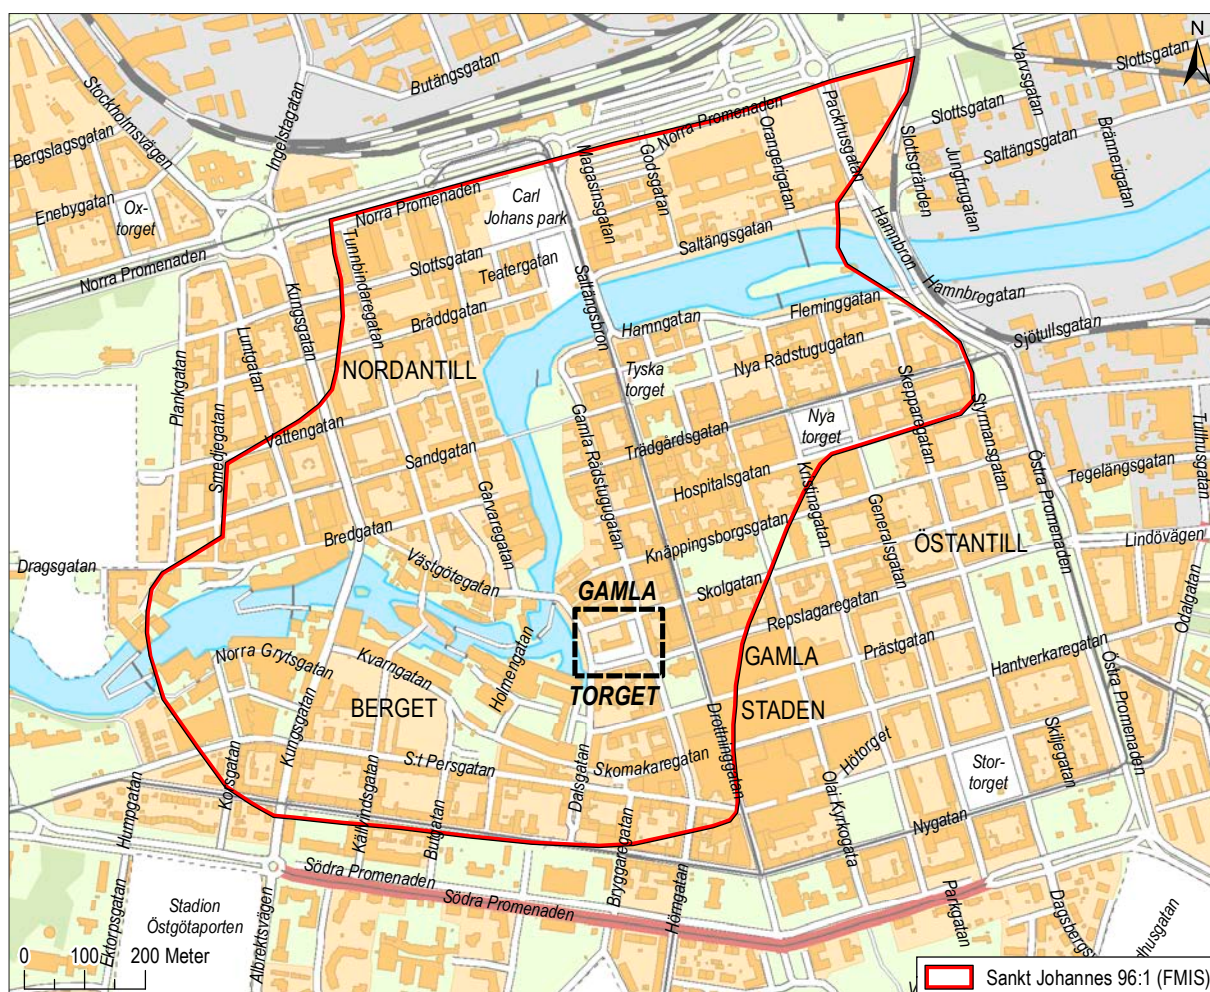 N
Stockholmsvägen
Butängsgatan
Ingelstagatan
Bergslagsgatan
Enebygatan
Ox-
torget
Norra Promenaden
Norra Promenaden
Norra Promenaden
Carl
Johans park
Magasinsgatan
Godsgatan
Orangerigatan
Packhusgatan
Slottsgatan
Varvsgatan
Slottsgatan
Saltängsgatan
Brännerigatan
Jungfrugatan
Slottsgränden
Hamnbron
Saltängsgatan
Slottsgatan
Teatergatan
Bråddgatan
Tunnbindaregatan
Kungsgatan
Luntgatan
Plankgatan
Smedjegatan
NORDANTILL
Vattengatan
Sandgatan
Garvaregatan
Saltängsbron
Hamngatan
Fleminggatan
Hamnbrogatan
Sjötullsgatan
Tyska
torget
Nya Rådstugugatan
Skepparegatan
Styrmansgatan
Gamla Rådstugugatan
Trädgårdsgatan
Nya
torget
Hospitalsgatan
Kristinagatan
Generalsgatan
Östra Promenaden
Tegelängsgatan
Tullhusgatan
Knäppingsborgsgatan
ÖSTANTILL
Lindövägen
Bredgatan
Dragsgatan
Västgötegatan
GAMLA
Skolgatan
Repslagaregatan
Prästgatan
Hantverkaregatan
Odalgatan
Norra Grytsgatan
Kvarngatan
Holmengatan
TORGET
GAMLA
STADEN
BERGET
Kungsgatan
Korsgatan
S:t Persgatan
Dalsgatan
Skomakaregatan
Drottninggatan
Hötorget
Olai Kyrkogata
Stor-
torget
Skillegatan
Östra Promenaden
Nygatan
Humpgatan
Källvindsgatan
Butgatan
Bryggaregatan
Hörngatan
Södra Promenaden
Södra Promenaden
Parkgatan
Stadion
Östgötaporten
Ektorpsgatan
Albrektsvägen
0 100 200 Meter
Sankt Johannes 96:1 (FMIS)